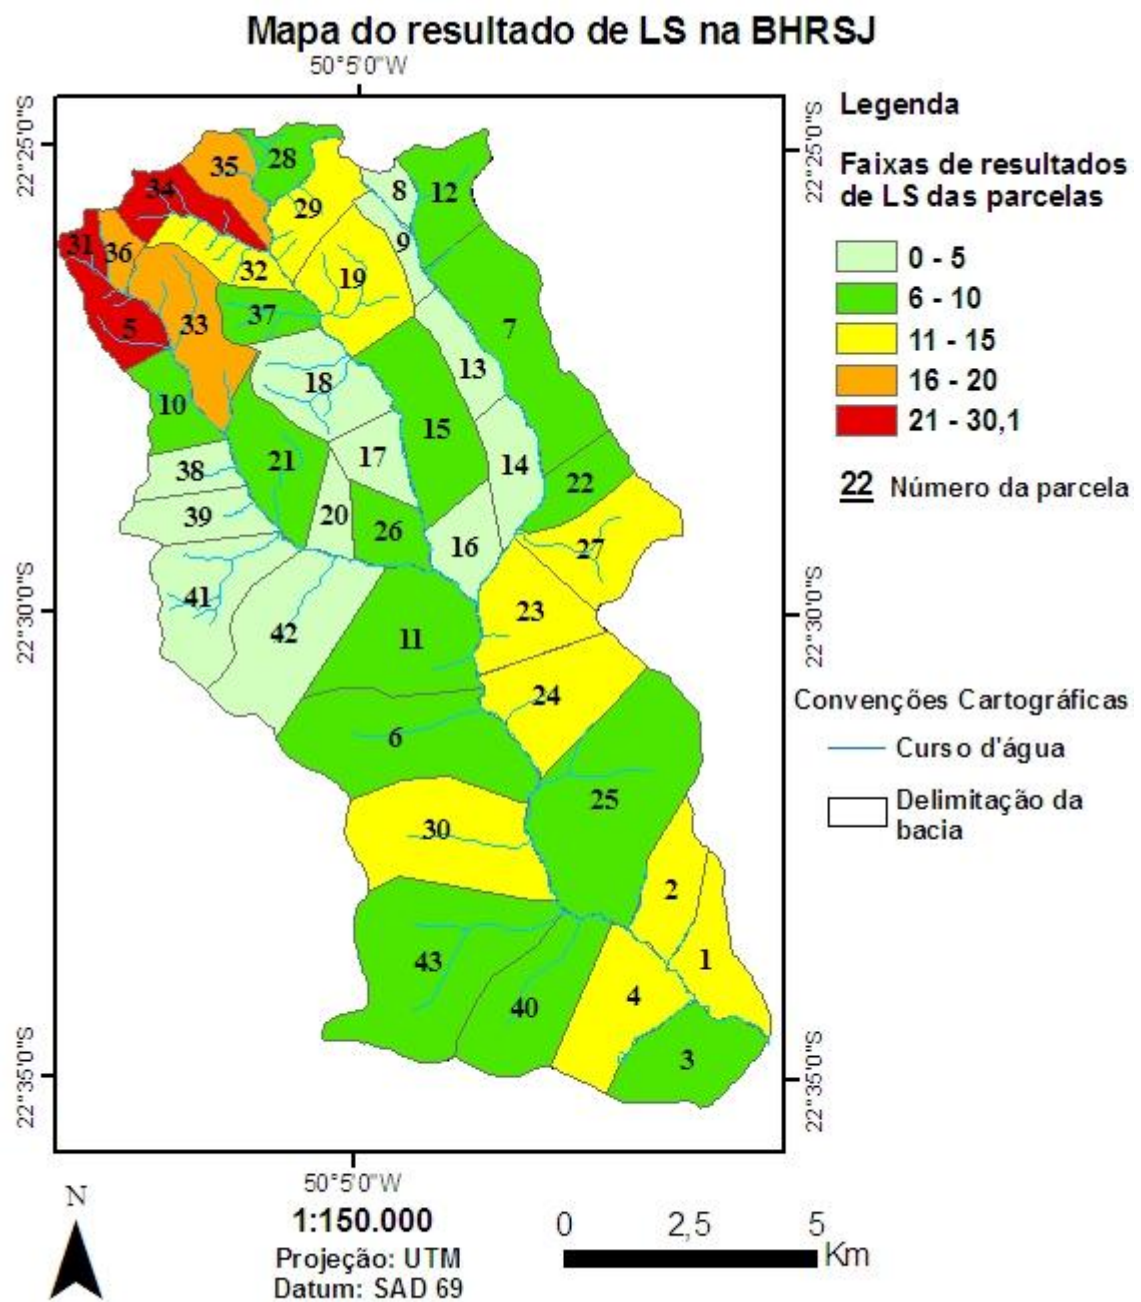 Mapa do resultado de LS na BHRSJ
50°5'0"W
22°25'0"S
22°25'0"S
Legenda
Faixas de resultados
de LS das parcelas
0 - 5
6 - 10
11 - 15
16 - 20
21 - 30,1
22 Número da parcela
35
28
34
8
12
29
31
36
9
32
19
5
33
37
7
13
18
10
15
21
17
14
38
22
39
20
26
16
27
41
23
42
11
24
6
25
30
2
43
1
4
40
3
22°30'0"S
22°30'0"S
Convenções Cartográficas
Curso d'água
Delimitação da
bacia
22°35'0"S
22°35'0"S
50°5'0"W
N
1:150.000
Projeção: UTM
Datum: SAD 69
0 2,5 5
Km